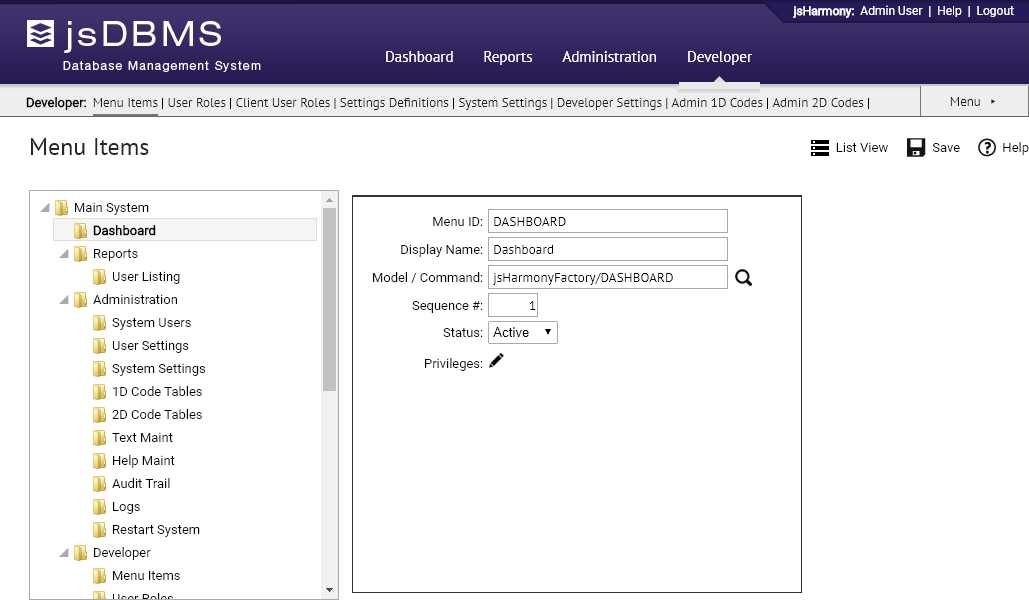 jsHarmony: Admin User | Help | Logout
jsDBMS
Database Management System
Dashboard Reports Administration Developer
Developer: Menu Items | User Roles | Client User Roles | Settings Definitions | System Settings | Developer Settings | Admin 1D Codes | Admin 2D Codes |
Menu
Menu Items
List View Save Help
Main System
Dashboard
Reports
User Listing
Administration
System Users
User Settings
System Settings
1D Code Tables
2D Code Tables
Text Maint
Help Maint
Audit Trail
Logs
Restart System
Developer
Menu Items
User Roles
Menu ID: DASHBOARD
Display Name: Dashboard
Model / Command: jsHarmonyFactory/DASHBOARD
Sequence #: 1
Status: Active
Privileges: